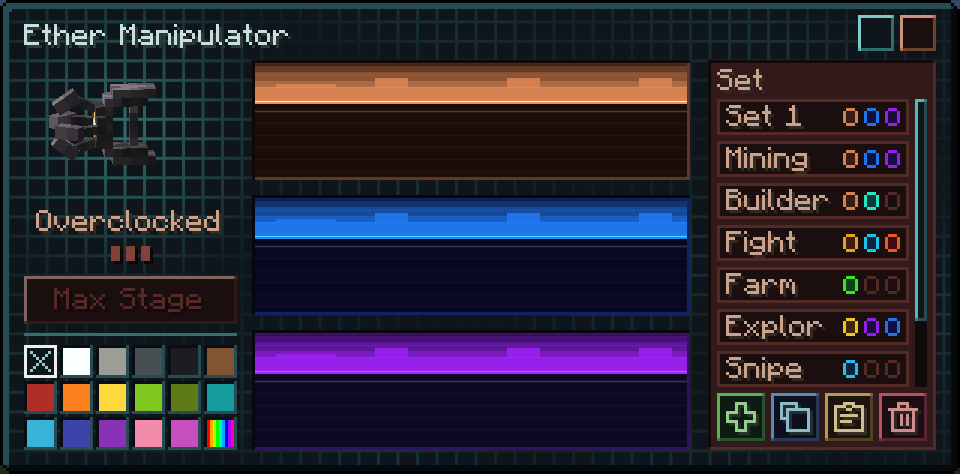 Ether Manipulator
Overclocked
Max Stage
Set
Set 1
Mining
Builder
Fight
Farm
Explor
Snipe